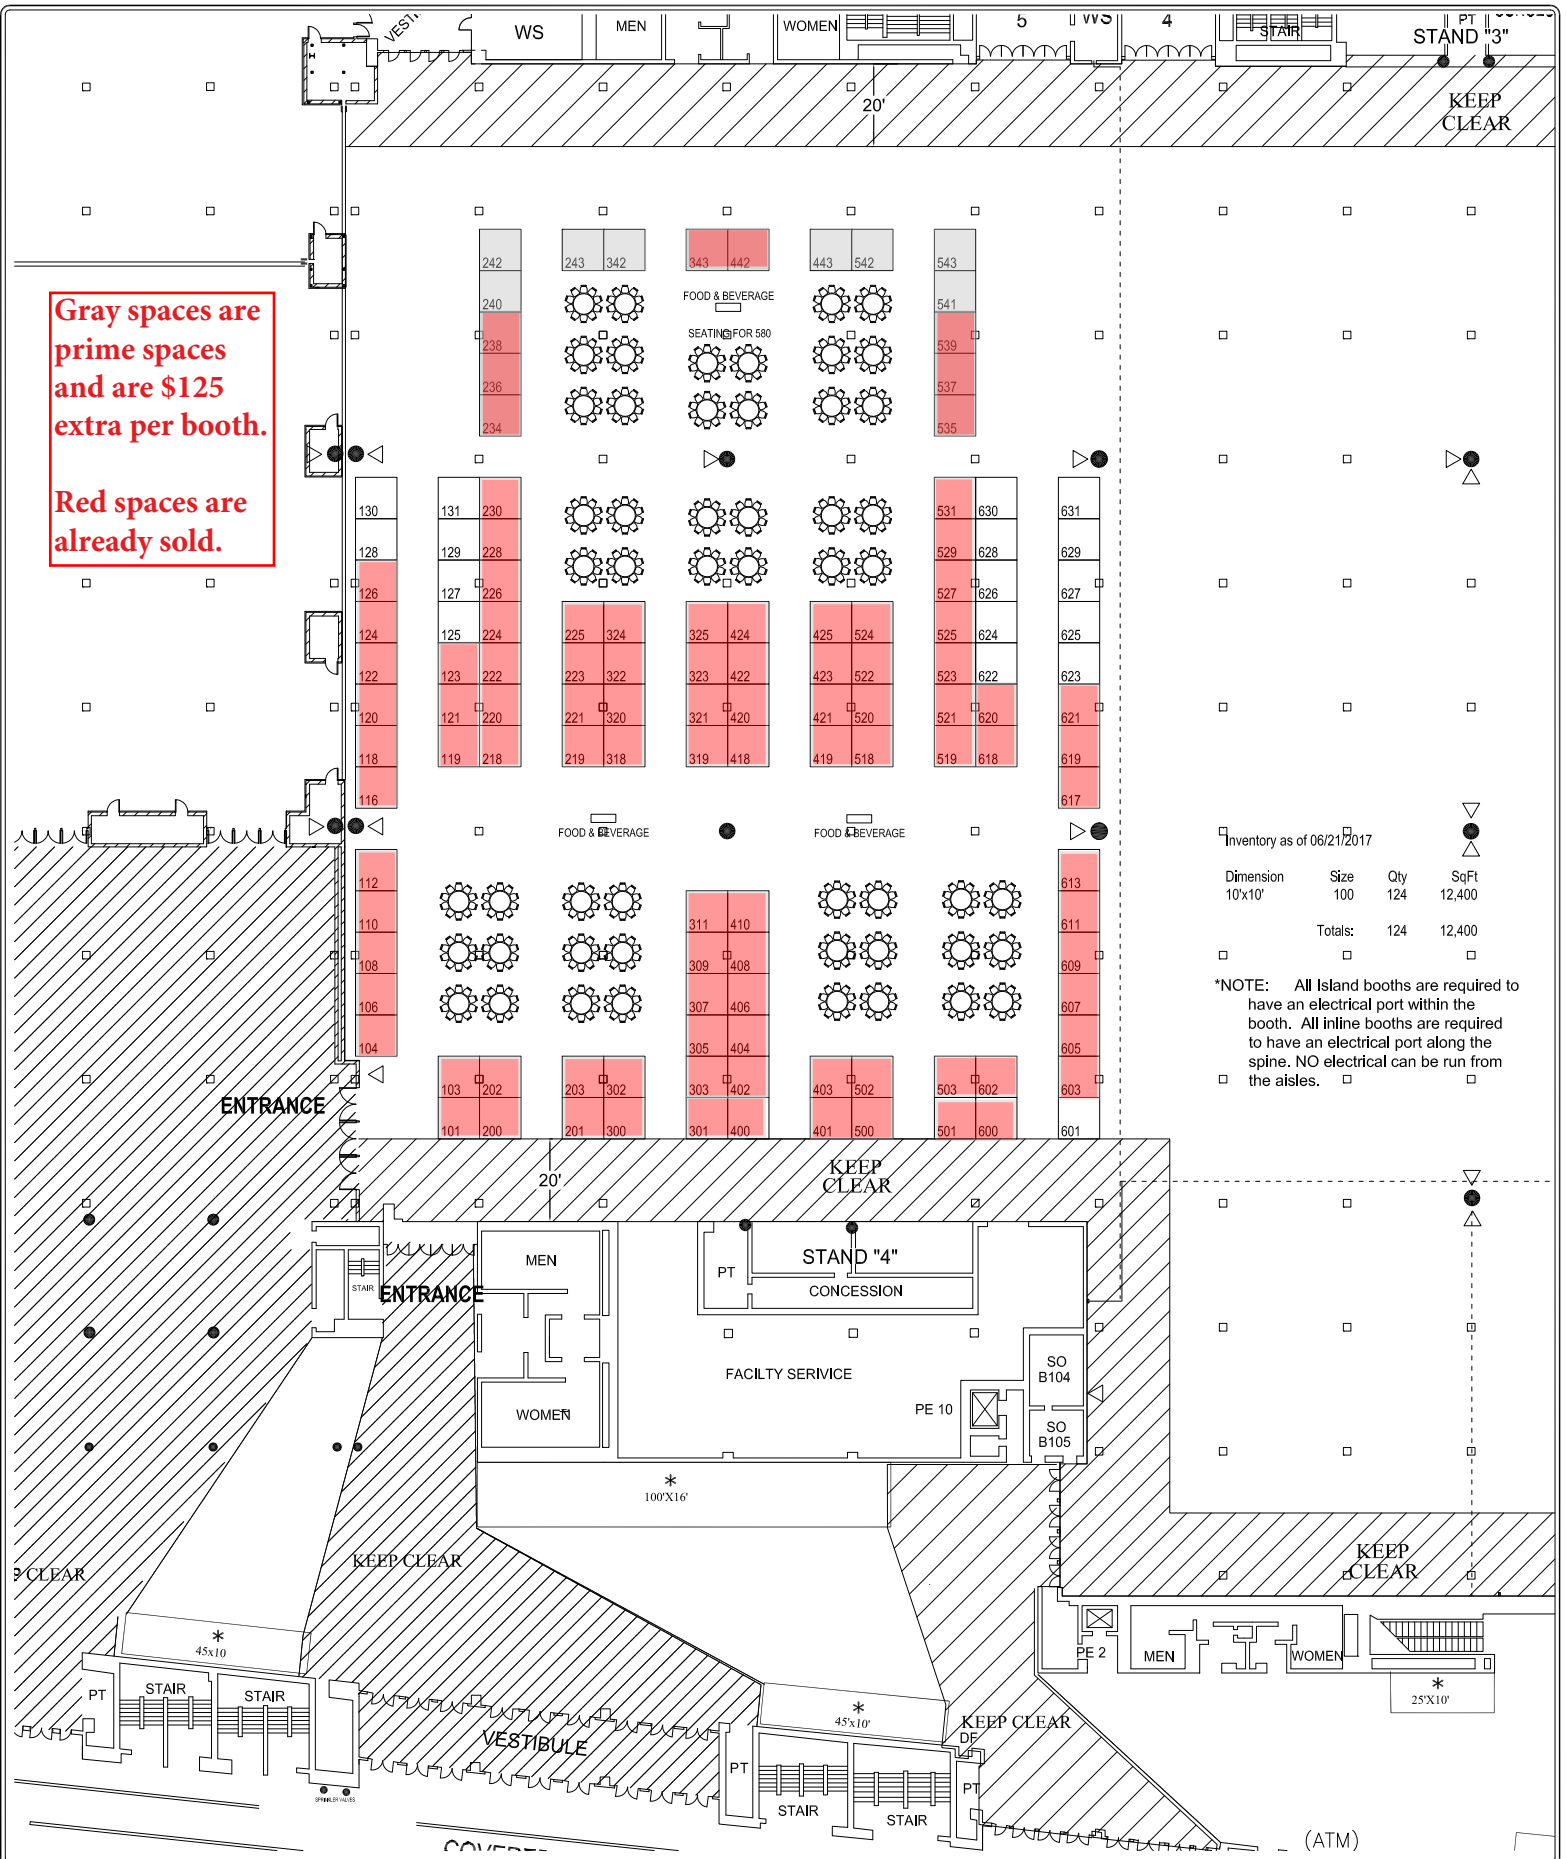 WS
MEN
WOMEN
5
WS
4
STAIR
PT
STAND "3"
20'
KEEP
CLEAR
Gray spaces are
prime spaces
and are $125
extra per booth.
Red spaces are
already sold.
242
243 342
343 442
443 542
543
240
FOOD & BEVERAGE
541
238
SEATING FOR 580
539
236
537
234
535
130
131 230
531 630
631
128
129 228
529 628
629
126
127 226
527 626
627
124
125 224
225 324
325 424
425 524
525 624
625
122
123 222
223 322
323 422
423 522
523 622
623
120
121 220
221 320
321 420
421 520
521 620
621
118
119 218
219 318
319 418
419 518
519 618
619
116
617
FOOD & BEVERAGE
FOOD & BEVERAGE
Inventory as of 06/21/2017
Dimension Size Qty SqFt
10'x10' 100 124 12,400
Totals: 124 12,400
112
613
110
311 410
611
108
309 408
609
106
307 406
607
104
305 404
605
103 202
203 302
303 402
403 502
503 602
603
101 200
201 300
301 400
401 500
501 600
601
*NOTE: All Island booths are required to
have an electrical port within the
booth. All inline booths are required
to have an electrical port along the
spine. NO electrical can be run from
the aisles.
ENTRANCE
20'
KEEP
CLEAR
MEN
PT
STAND "4"
CONCESSION
STAIR
ENTRANCE
FACILTY SERIVICE
SO
B104
WOMEN
PE 10
SO
B105
*
100'X16'
KEEP CLEAR
CLEAR
KEEP
CLEAR
*
45x10
PE 2
MEN
WOMEN
*
25'X10'
PT
STAIR
STAIR
*
45'x10'
KEEP CLEAR
DF
VESTIBULE
PT
PT
SPRINKLER VALVES
STAIR
STAIR
(ATM)